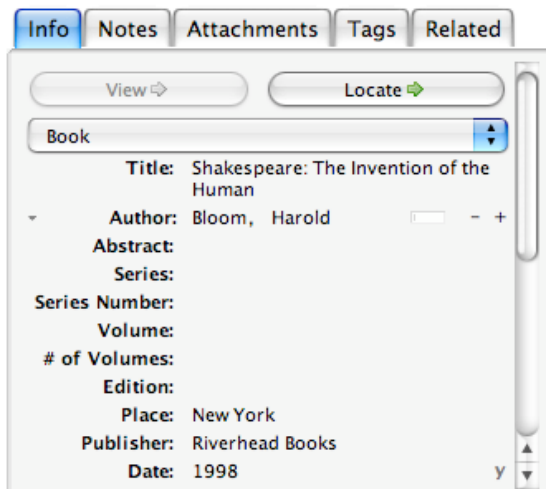 Info Notes Attachments Tags Related
View Locate
Book
Title: Shakespeare: The Invention of the
Human
Author: Bloom, Harold - +
Abstract:
Series:
Series Number:
Volume:
# of Volumes:
Edition:
Place: New York
Publisher: Riverhead Books
Date: 1998 y